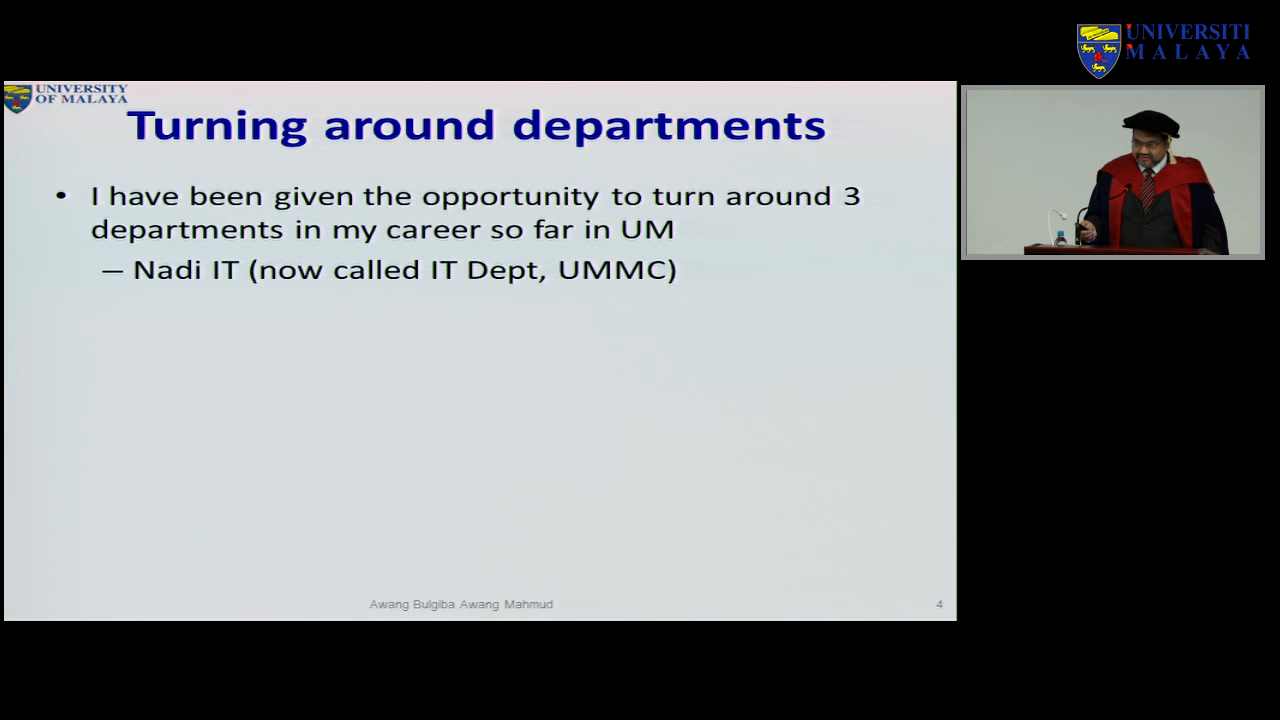 UNIVERSITI
MALAYA
UNIVERSITY
OF MALAYA
Turning around departments
• I have been given the opportunity to turn around 3
departments in my career so far in UM
– Nadi IT (now called IT Dept, UMMC)
Awang Bulgiba Awang Mahmud
4